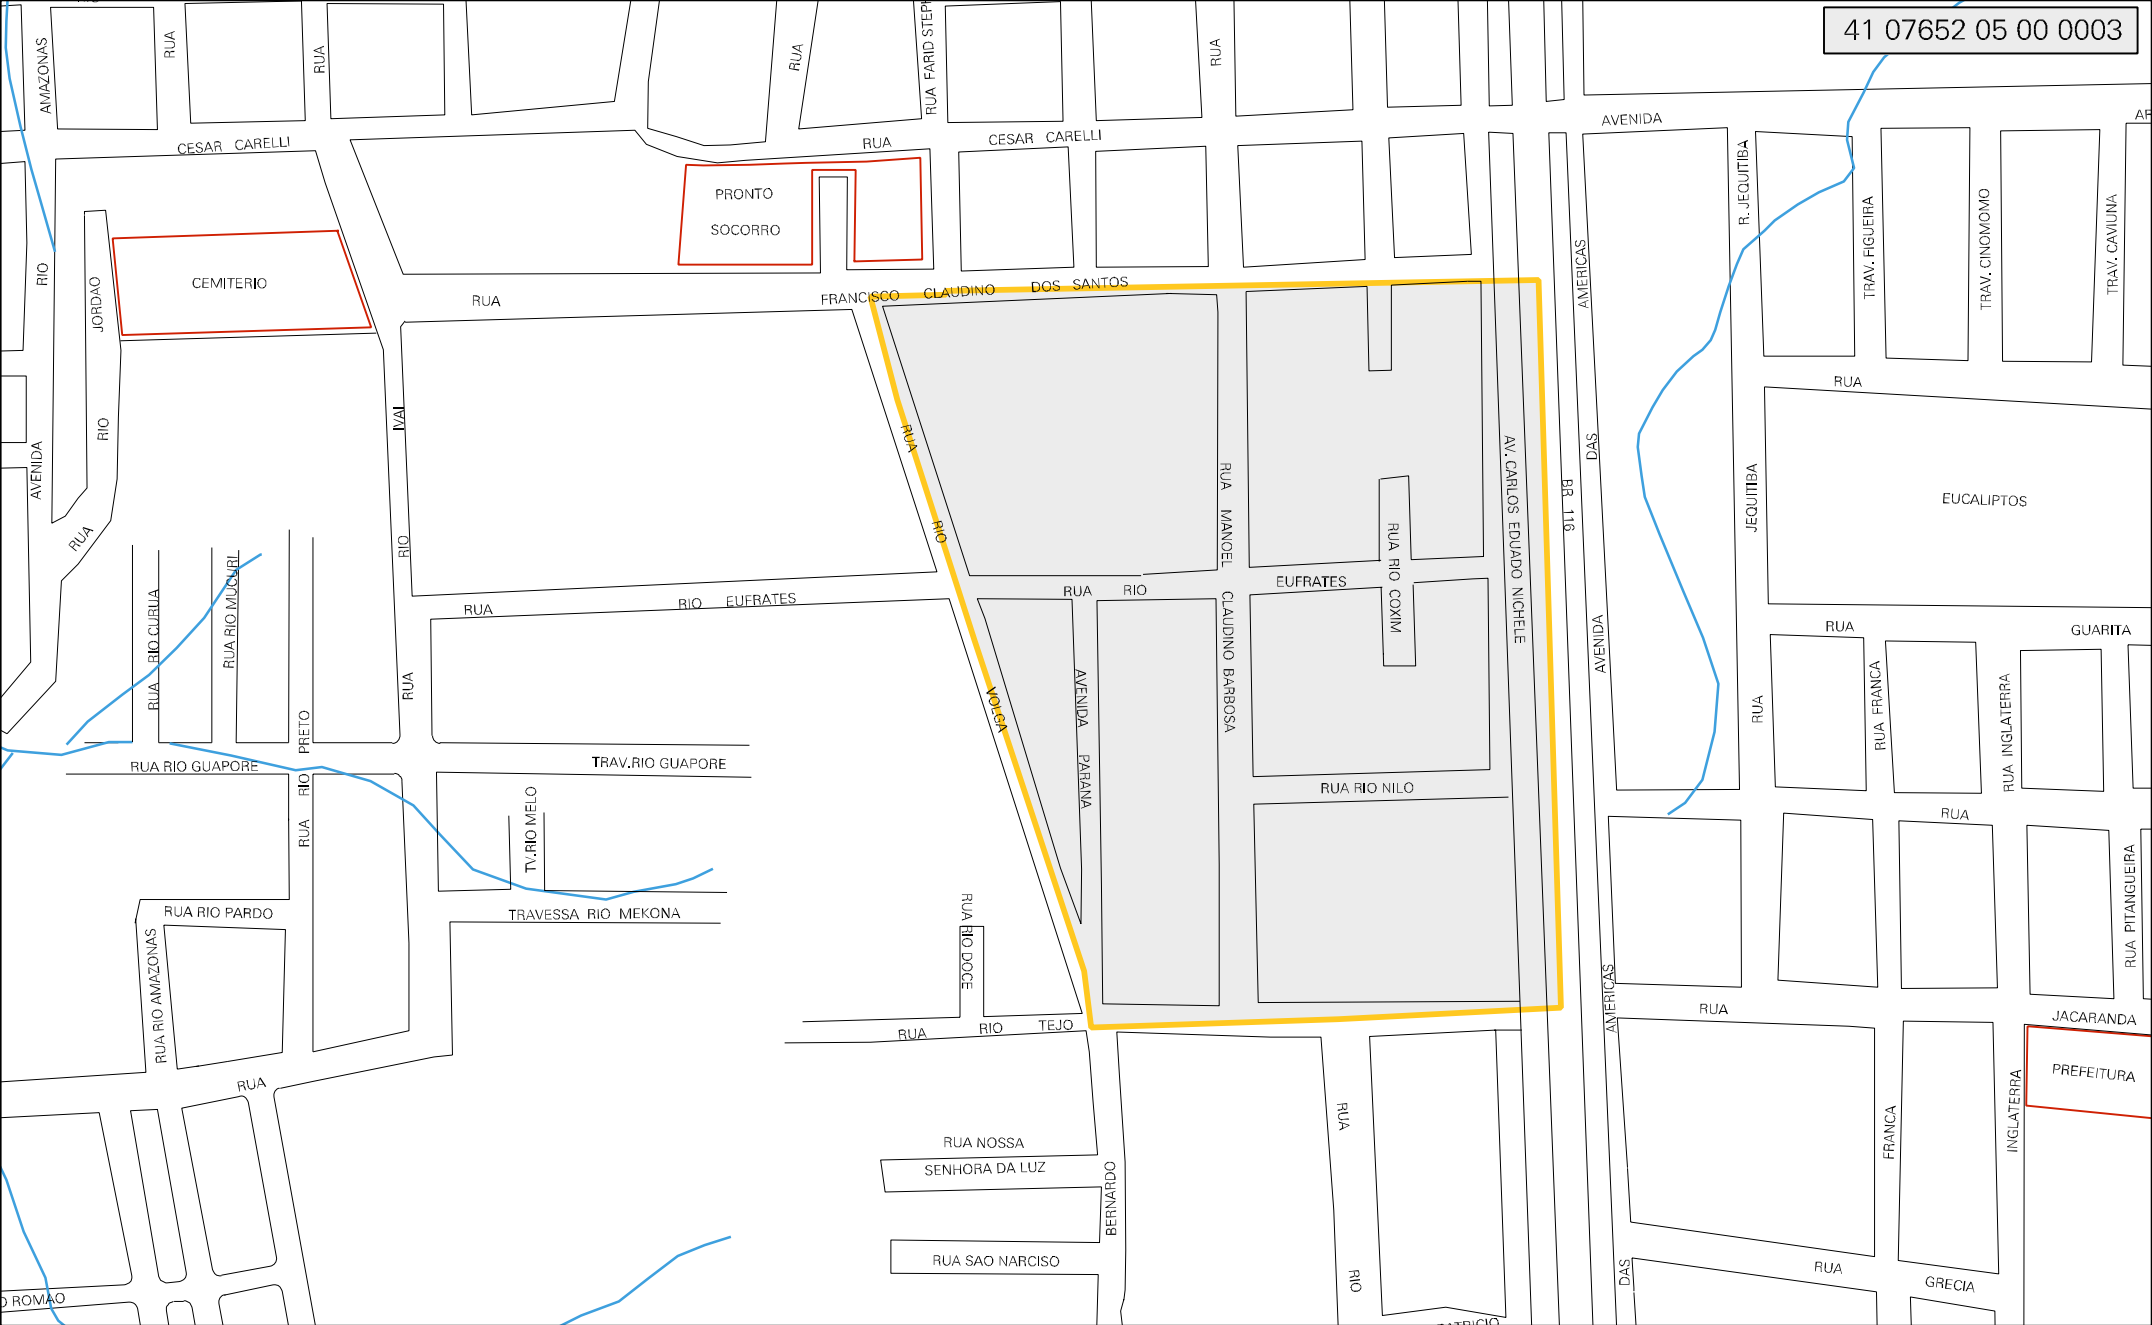 41 07652 05 00 0003
AMAZONAS
RUA
RUA
RUA
RUA FARID STEPH
RUA
CESAR CARELLI
RUA
CESAR CARELLI
AVENIDA
PRONTO
SOCORRO
CEMITERIO
RIO
JORDAO
RIO
AVENIDA
RUA
RUA
FRANCISCO CLAUDINO DOS SANTOS
R. JEQUITIBA
TRAV. FIGUEIRA
TRAV. CINOMOMO
TRAV. CAVIUNA
AMERICAS
DAS
AVENIDA
RUA
EUCALIPTOS
JEQUITIBA
RUA
IVAI
RIO
RUA
RUA
RIO
VOLGA
RUA MANOEL CLAUDINO BARBOSA
AV. CARLOS EDUADO NICHELE
BR 116
RUA RIO COXIM
RUA RIO EUFRATES
RUA RIO EUFRATES
AVENIDA PARANA
RUA RIO NILO
RUA RIO CURUA
RUA RIO MUCURI
RUA RIO PRETO
RUA RIO GUAPORE
TRAV.RIO GUAPORE
TV.RIO MELO
TRAVESSA RIO MEKONA
RUA RIO PARDO
RUA RIO AMAZONAS
RUA
RUA RIO DOCE
RUA RIO TEJO
RUA NOSSA
SENHORA DA LUZ
BERNARDO
RUA SAO NARCISO
RUA
RIO
RUA
GUARITA
RUA FRANCA
RUA INGLATERRA
RUA
RUA PITANGUEIRA
AMERICAS
RUA
JACARANDA
PREFEITURA
FRANCA
INGLATERRA
DAS
RUA
GRECIA
O ROMAO